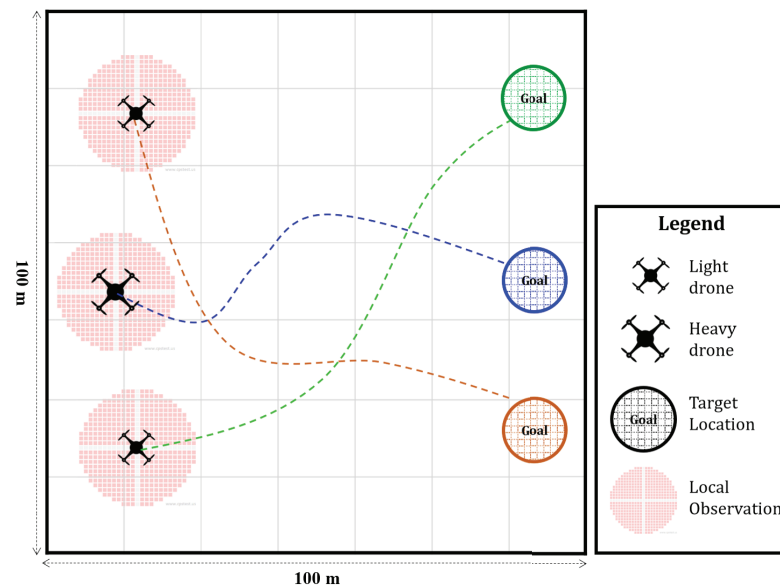 Goal
Goal
Goal
100 m
100 m
Legend
Light
drone
Heavy
drone
Goal
Target
Location
Local
Observation